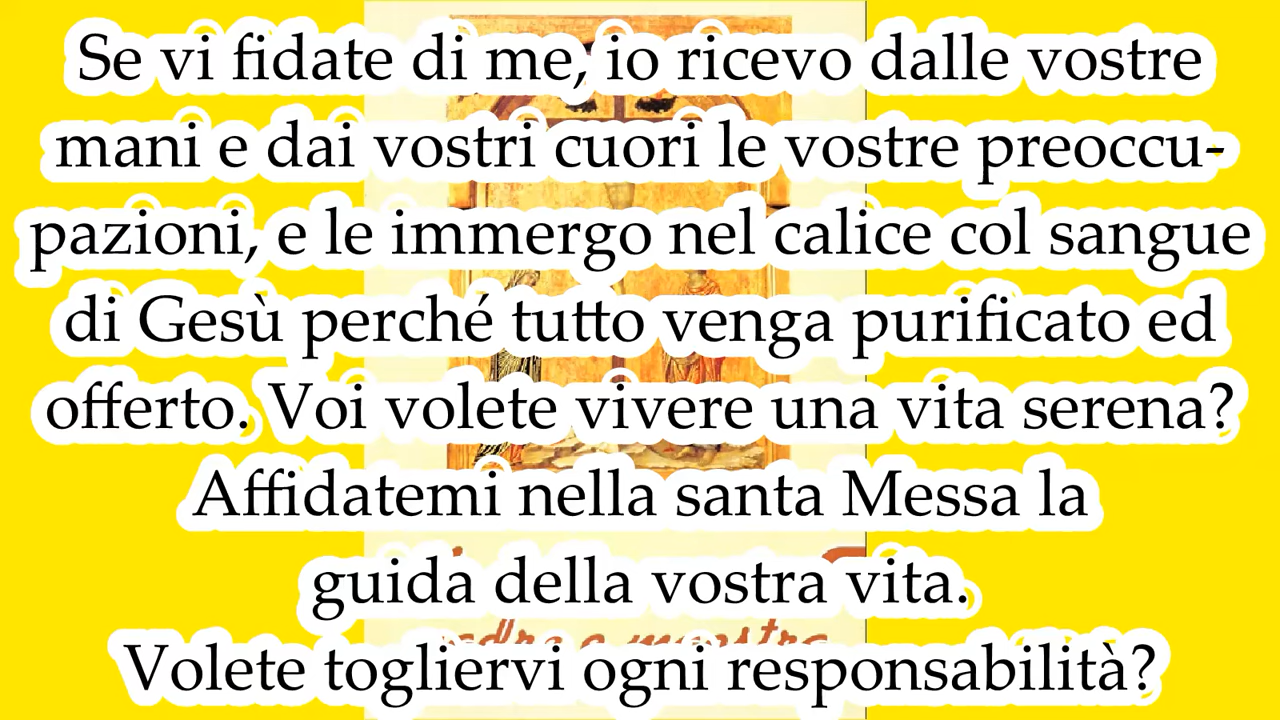 Se vi fidate di me, io ricevo dalle vostre
mani e dai vostri cuori le vostre preoccu-
pazioni, e le immergo nel calice col sangue
di Gesù perché tutto venga purificato ed
offerto. Voi volete vivere una vita serena?
Affidatemi nella santa Messa la
guida della vostra vita.
e maestro
Volete togliervi ogni responsabilità?